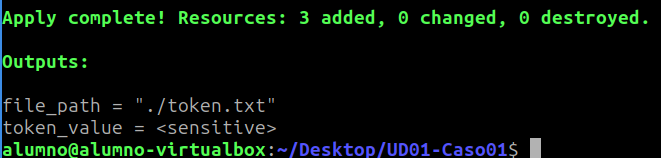 Apply complete! Resources: 3 added, 0 changed, 0 destroyed.
Outputs:
file_path = "./token.txt"
token_value = <sensitive>
alumno@alumno-virtualbox:~/Desktop/UD01-Caso01$